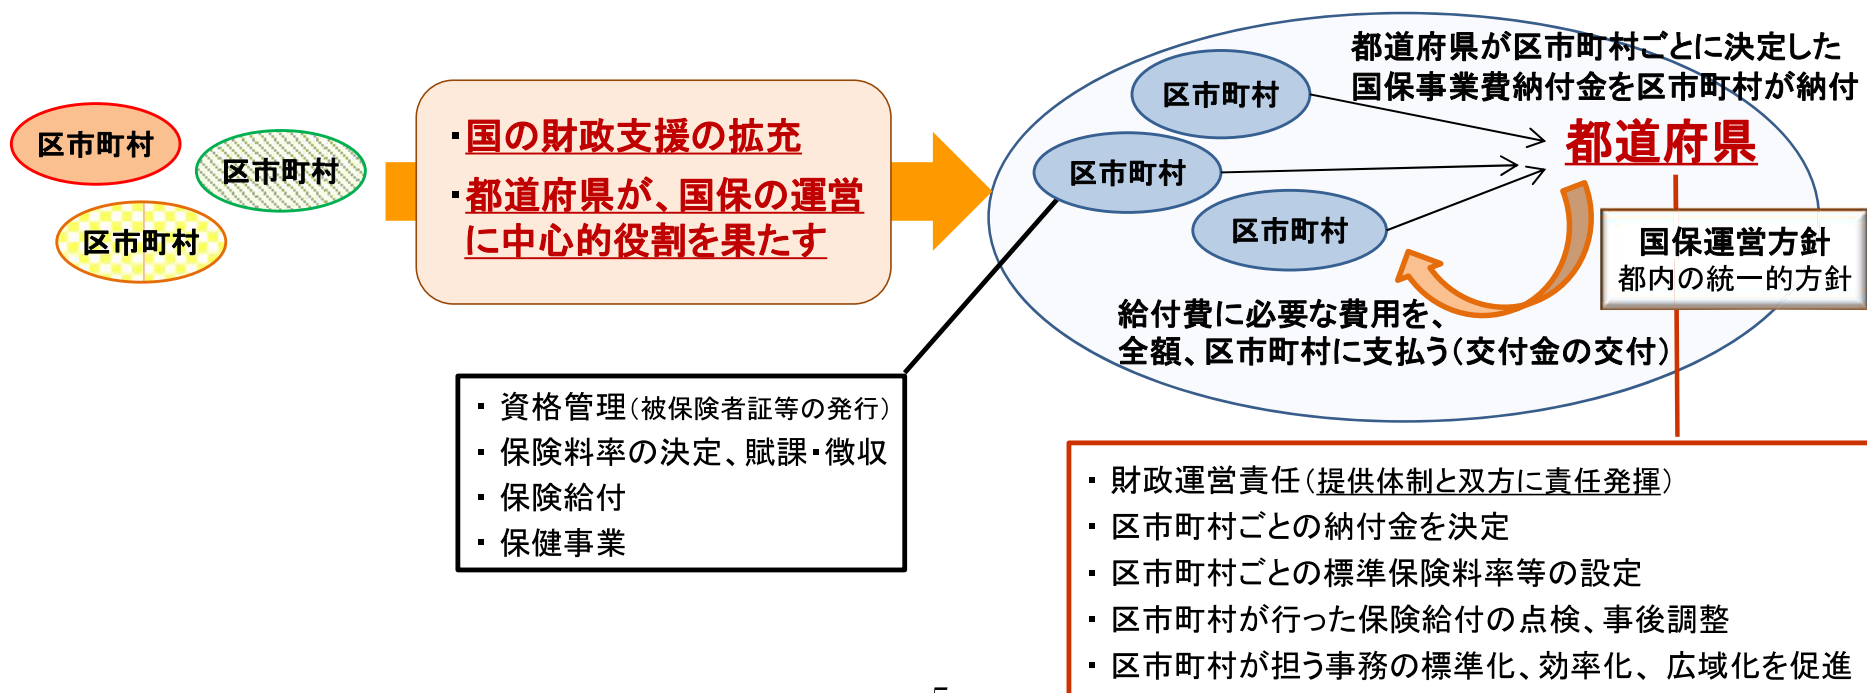 区市町村
区市町村
区市町村
・国の財政支援の拡充
・都道府県が、国保の運営
に中心的役割を果たす
都道府県が区市町村ごとに決定した
国保事業費納付金を区市町村が納付
区市町村
区市町村
区市町村
都道府県
国保運営方針
都内の統一的方針
給付費に必要な費用を、
全額、区市町村に支払う(交付金の交付)
・ 資格管理(被保険者証等の発行)
・ 保険料率の決定、賦課・徴収
・ 保険給付
・ 保健事業
・ 財政運営責任(提供体制と双方に責任発揮)
・ 区市町村ごとの納付金を決定
・ 区市町村ごとの標準保険料率等の設定
・ 区市町村が行った保険給付の点検、事後調整
・ 区市町村が担う事務の標準化、効率化、広域化を促進